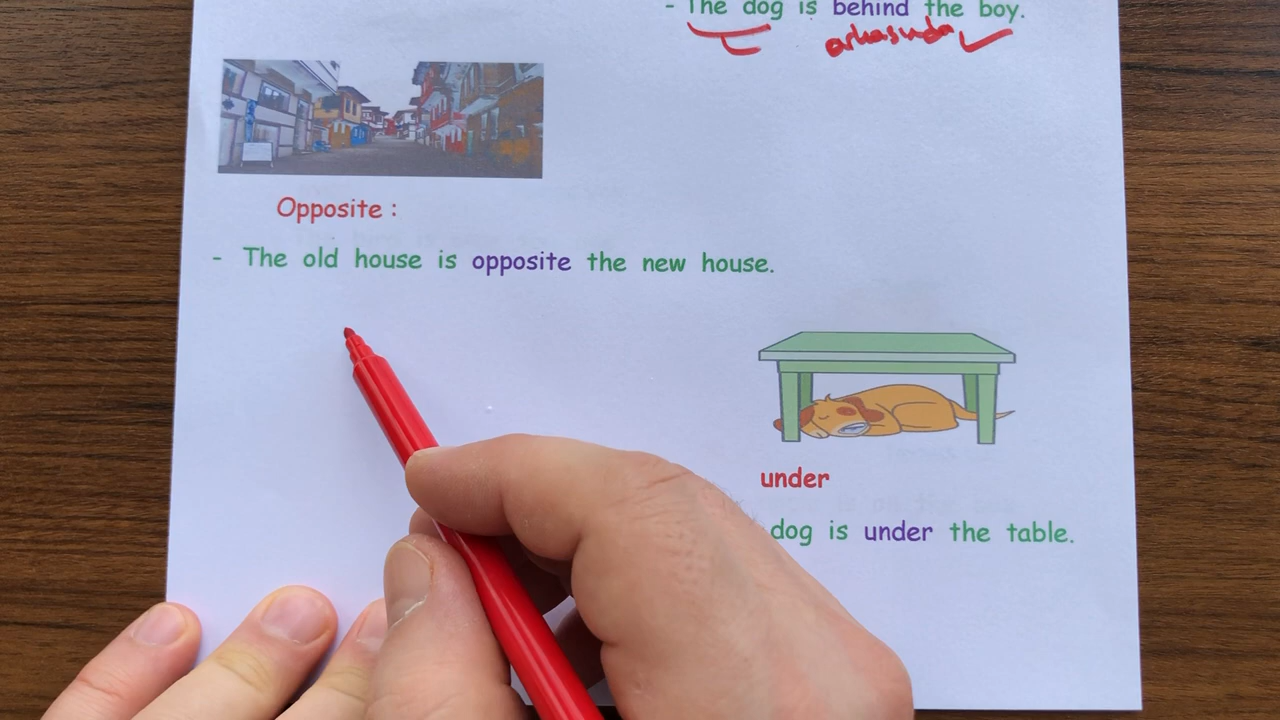 - The dog is behind the boy.
arkasında
Opposite :
- The old house is opposite the new house.
under
dog is under the table.